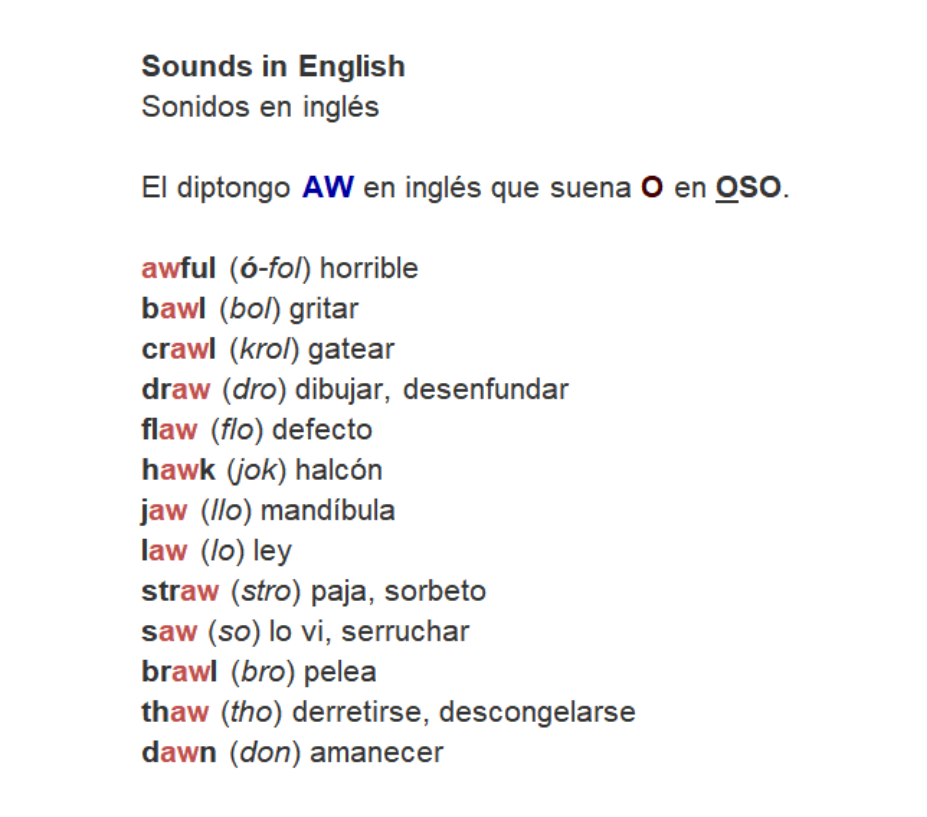 Sounds in English
Sonidos en inglés
El diptongo AW en inglés que suena O en OSO.
awful (ó-fol) horrible
bawl (bol) gritar
crawl (krol) gatear
draw (dro) dibujar, desenfundar
flaw (flo) defecto
hawk (jok) halcón
jaw (llo) mandíbula
law (lo) ley
straw (stro) paja, sorbeto
saw (so) lo vi, serruchar
brawl (bro) pelea
thaw (tho) derretirse, descongelarse
dawn (don) amanecer